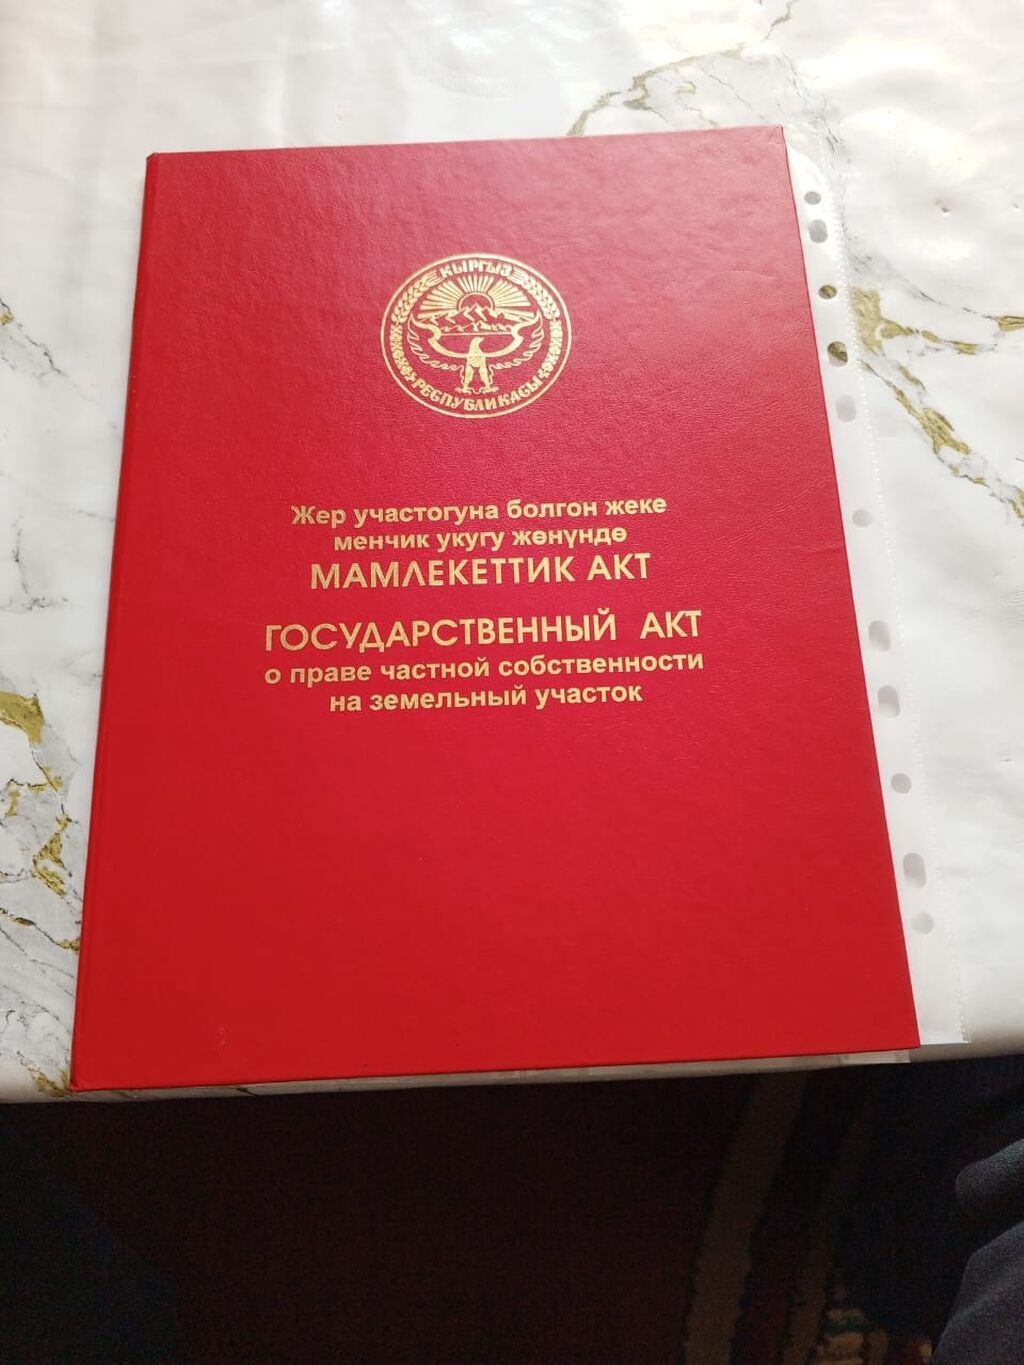 КЫРГЫЗ
РЕСПУБЛИКАСЫ
Жер участогуна болгон жеке
менчик укугу жөнүндө
МАМЛЕКЕТТИК АКТ
ГОСУДАРСТВЕННЫЙ АКТ
о праве частной собственности
на земельный участок